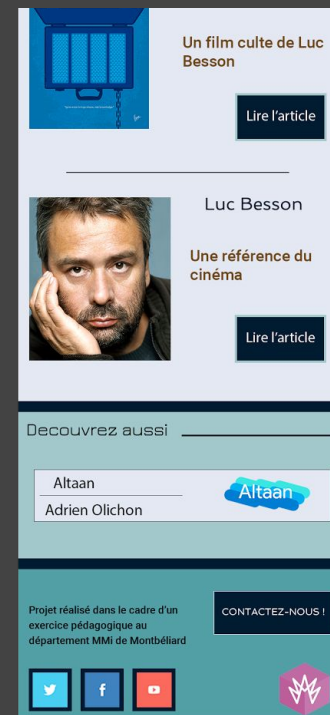 Un film culte de Luc
Besson
Lire l'article
Luc Besson
Une référence du
cinéma
Lire l'article
Decouvrez aussi
Altaan
Adrien Olichon
Altaan
Projet réalisé dans le cadre d'un
exercice pédagogique au
département MMi de Montbéliard
CONTACTEZ-NOUS !